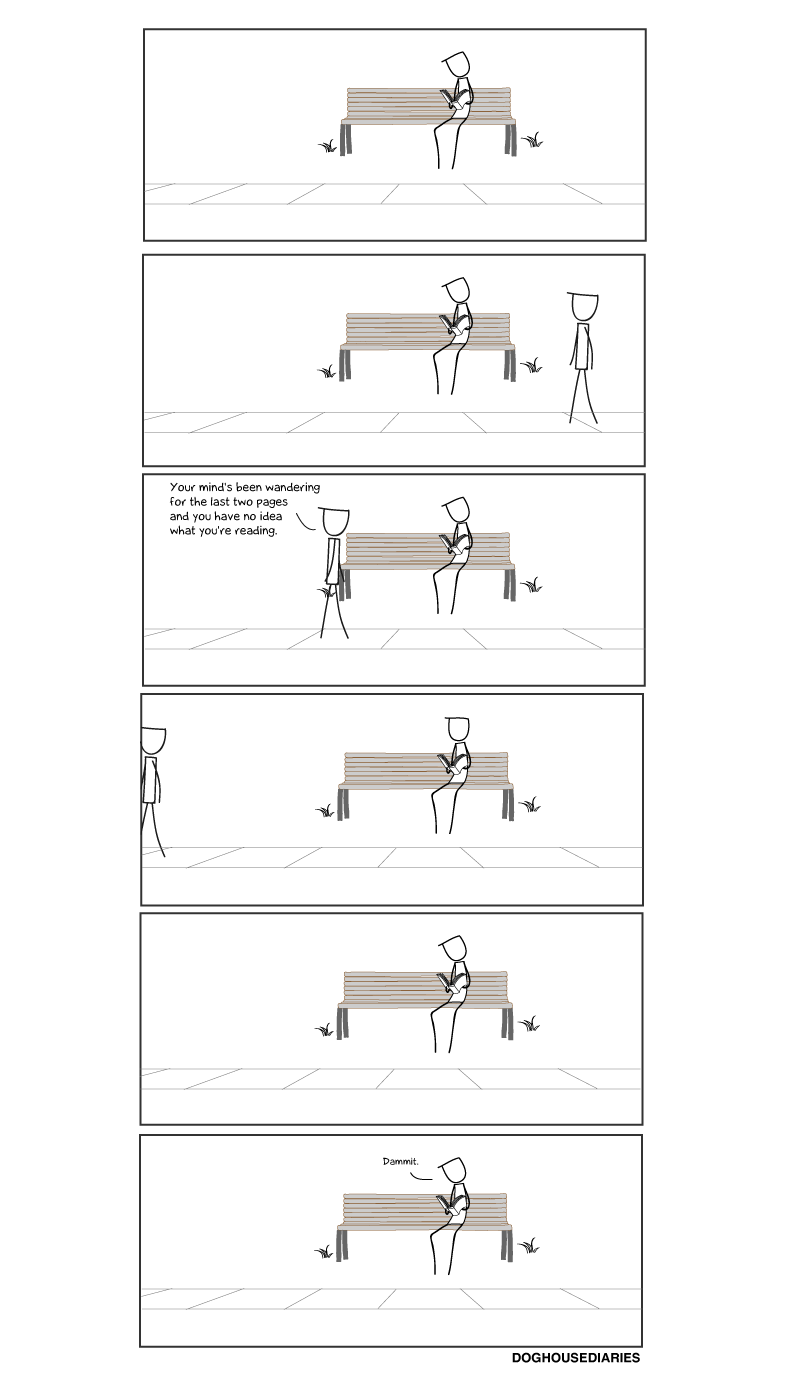 Your mind's been wandering
for the last two pages
and you have no idea
what you're reading.
Dammit.
DOGHOUSEDIARIES